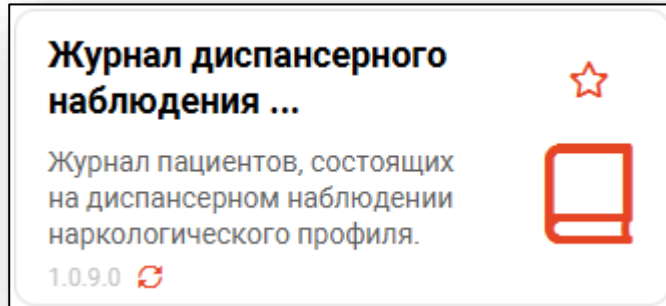 Журнал диспансерного
наблюдения ...
Журнал пациентов, состоящих
на диспансерном наблюдении
наркологического профиля.
1.0.9.0